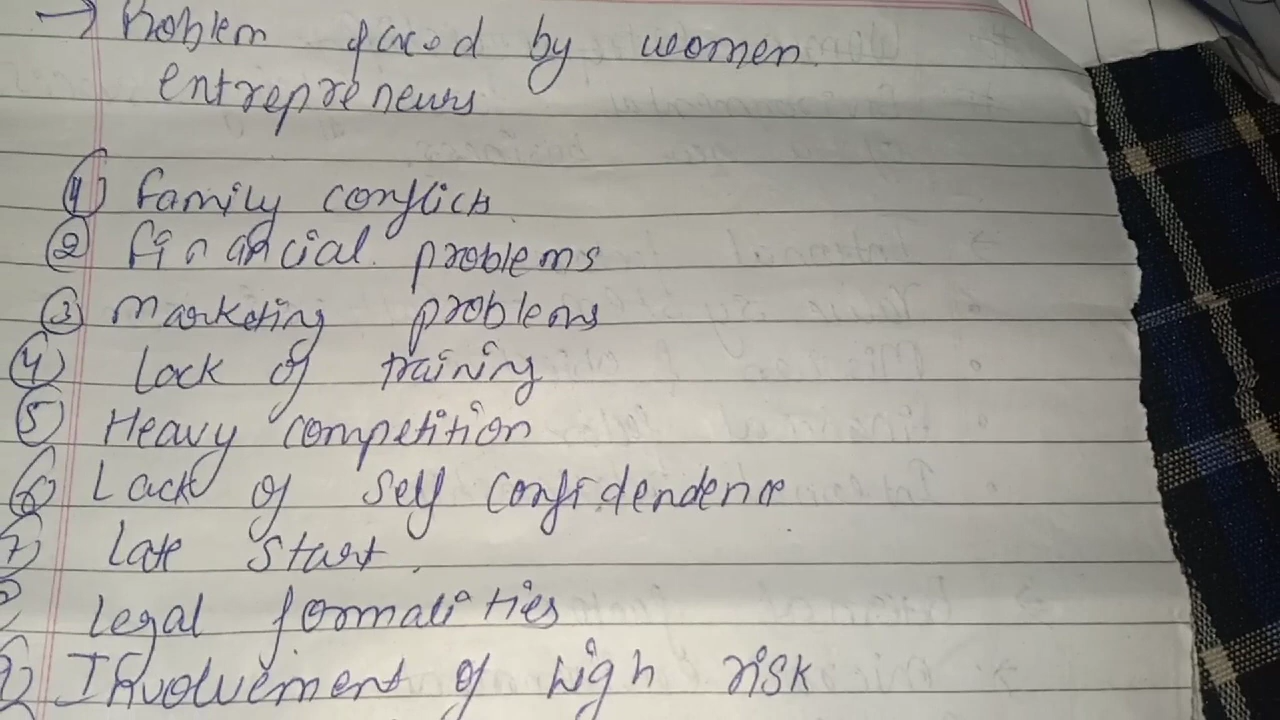 → Problem faced by women
entrepreneurs
① Family conflicts
② Financial problems
③ Marketing problems
④ Lack of training
⑤ Heavy competition
⑥ Lack of Self Confidendence
7) Late Start.
Legal formalities
Involvement of high risk